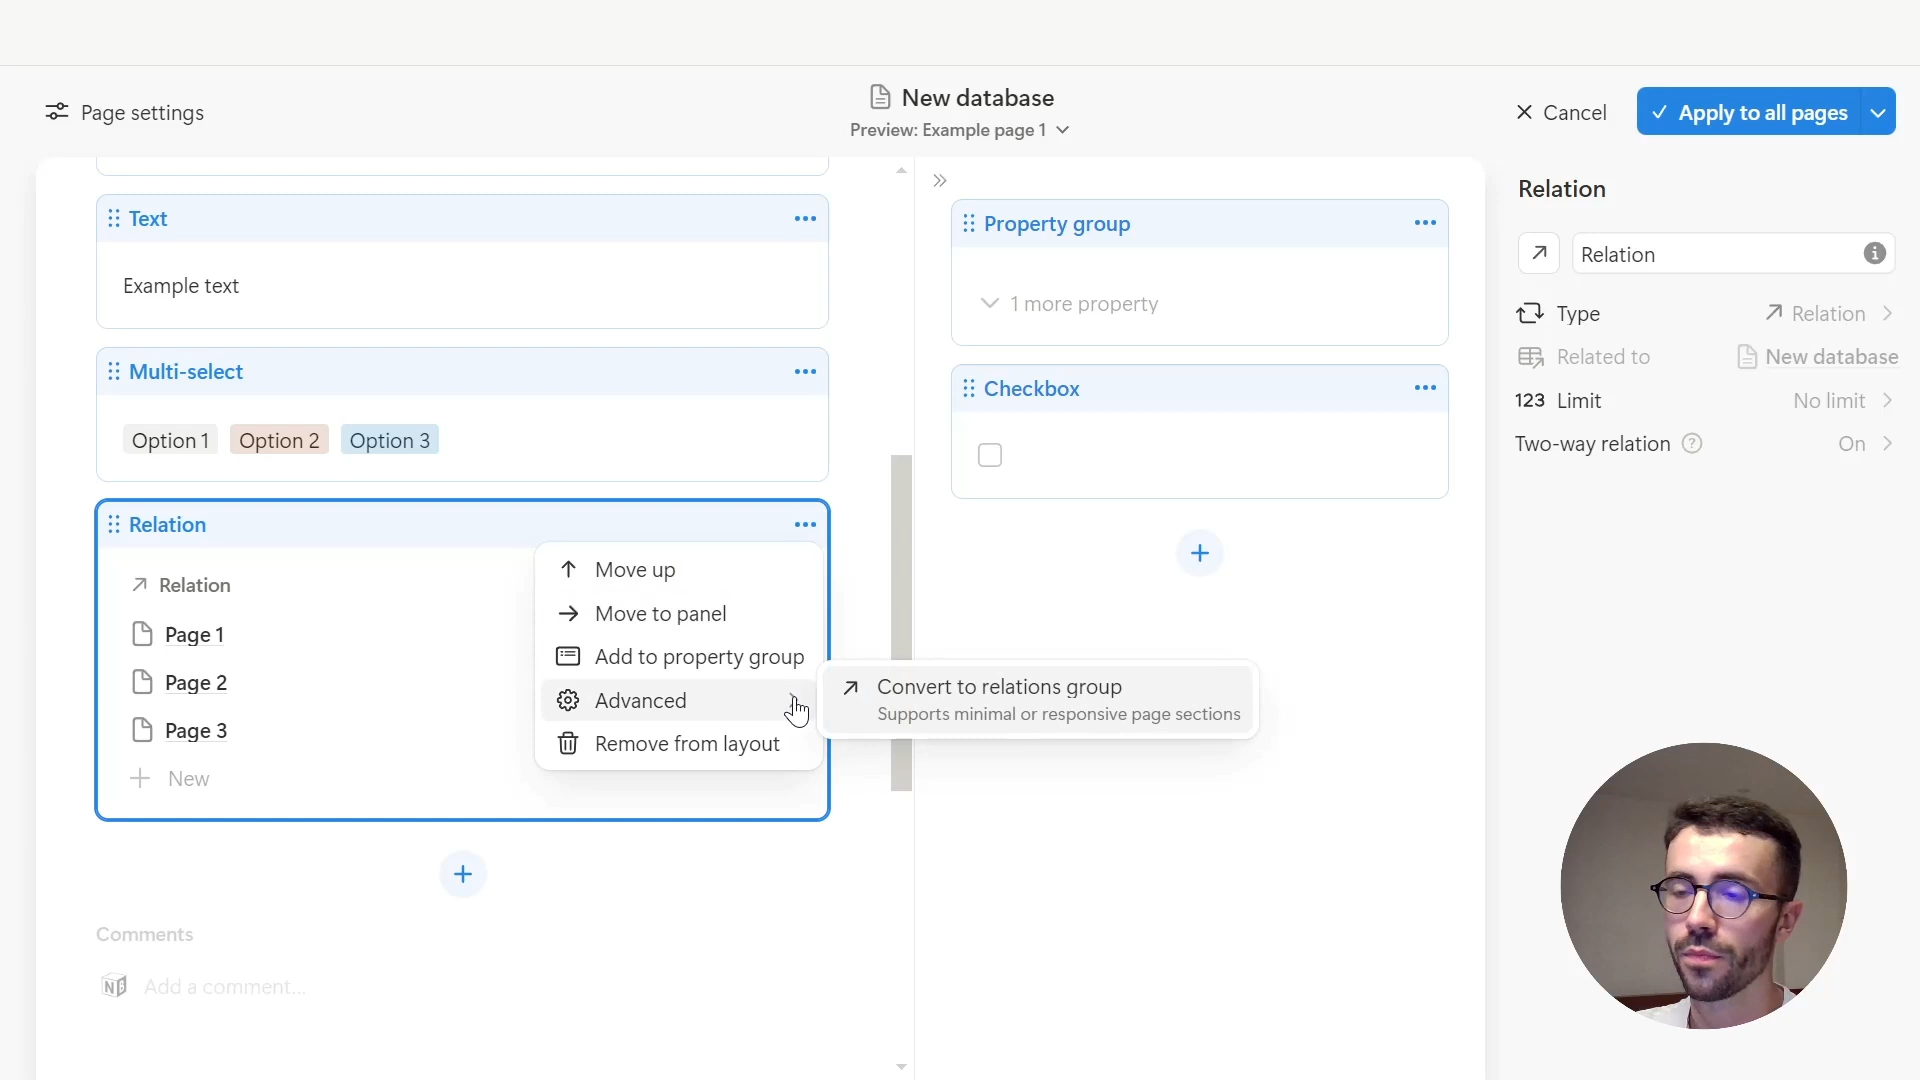 Page settings
New database
Preview: Example page 1
Cancel
Apply to all pages
Text
Example text
Multi-select
Option 1 Option 2 Option 3
Relation
Relation
Page 1
Page 2
Page 3
New
Move up
Move to panel
Add to property group
Advanced
Remove from layout
Convert to relations group
Supports minimal or responsive page sections
Comments
Add a comment...
Property group
1 more property
Checkbox
Relation
Relation
Type Relation
Related to New database
123 Limit No limit
Two-way relation On